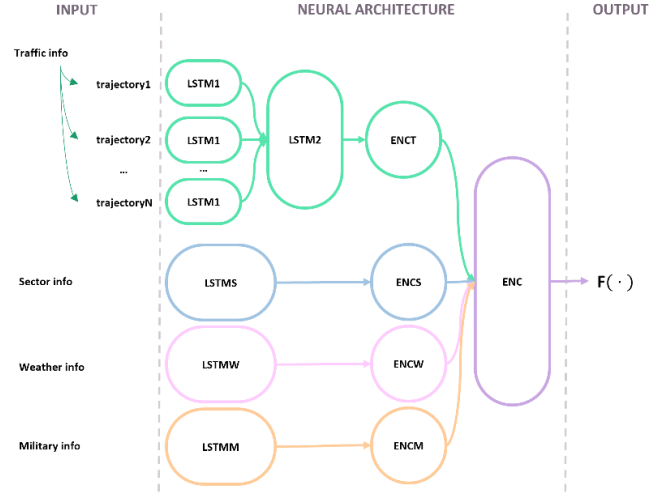 INPUT
NEURAL ARCHITECTURE
OUTPUT
Traffic info
trajectory1
LSTM1
trajectory2
LSTM1
LSTM2
ENCT
...
...
trajectoryN
LSTM1
Sector info
LSTMS
ENCS
ENC
F( · )
Weather info
LSTMW
ENCW
Military info
LSTMM
ENCM